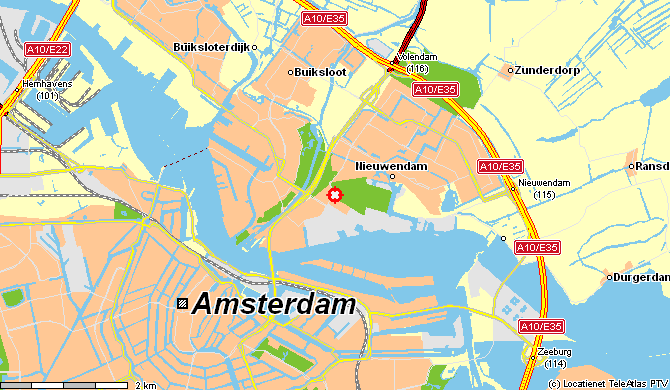 A10/E35
Buiksloterdijk
A10/E22
Volendam
(116)
Buiksloot
Zunderdorp
Hemhavens
(101)
A10/E35
Nieuwendam
A10/E35
Ransd
Nieuwendam
(115)
A10/E35
Durgerdam
Amsterdam
A10/E35
Zeeburg
(114)
2 km
(c) Locatienet TeleAtlas PTV